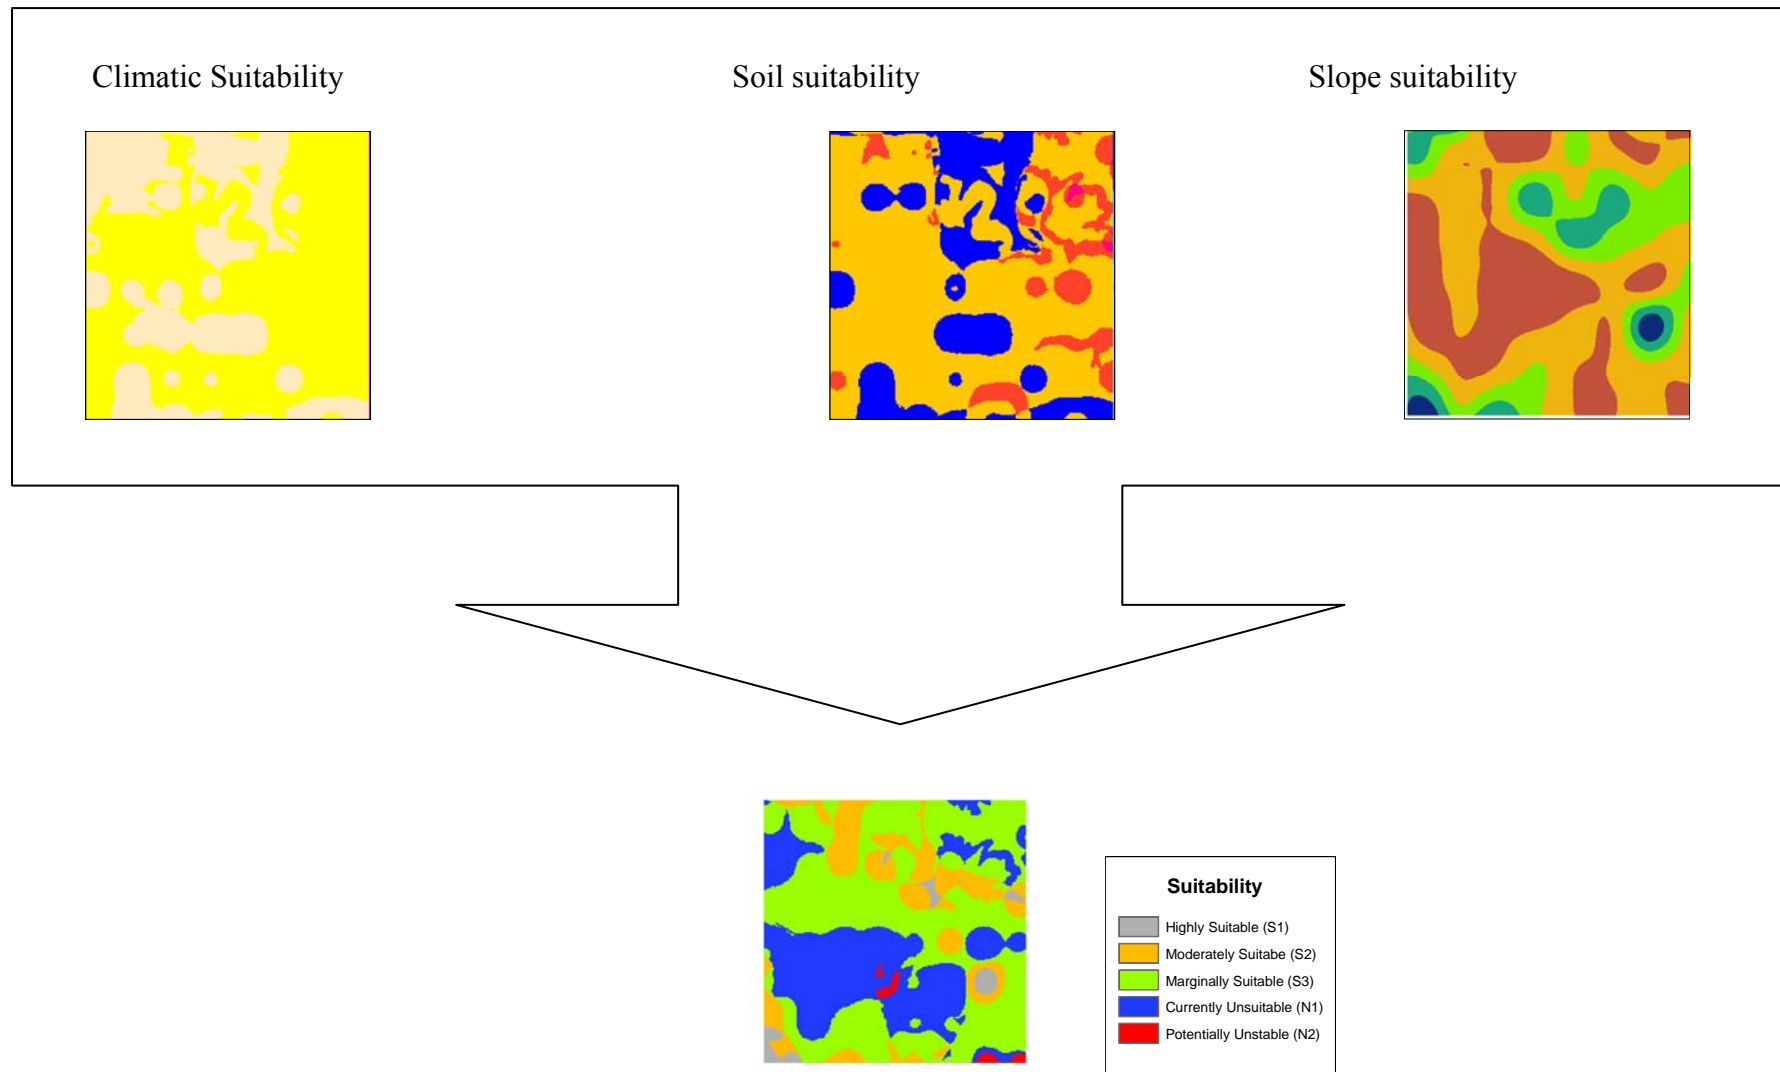 Climatic Suitability
Soil suitability
Slope suitability
Suitability
Highly Suitable (S1)
Moderately Suitabe (S2)
Marginally Suitable (S3)
Currently Unsuitable (N1)
Potentially Unstable (N2)